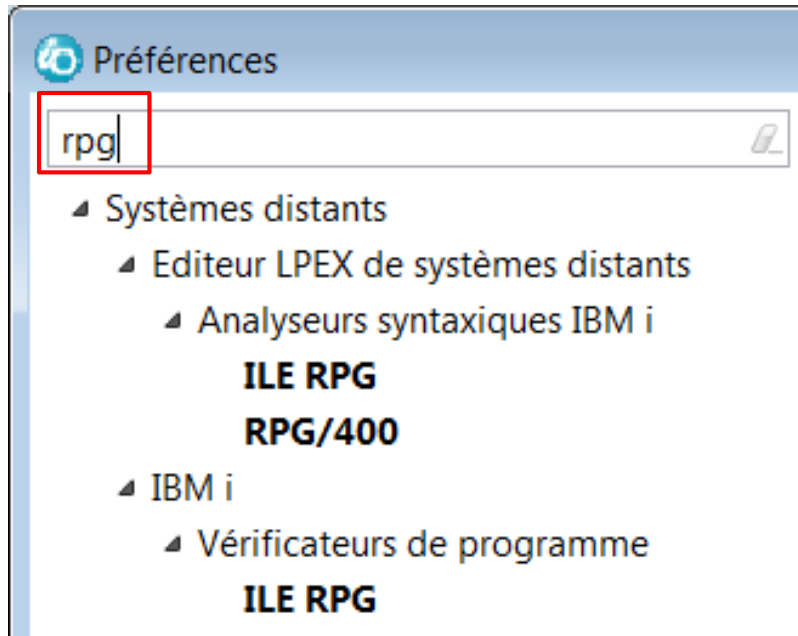 Préférences
rpg
Systèmes distants
Editeur LPEX de systèmes distants
Analyseurs syntaxiques IBM i
ILE RPG
RPG/400
IBM i
Vérificateurs de programme
ILE RPG